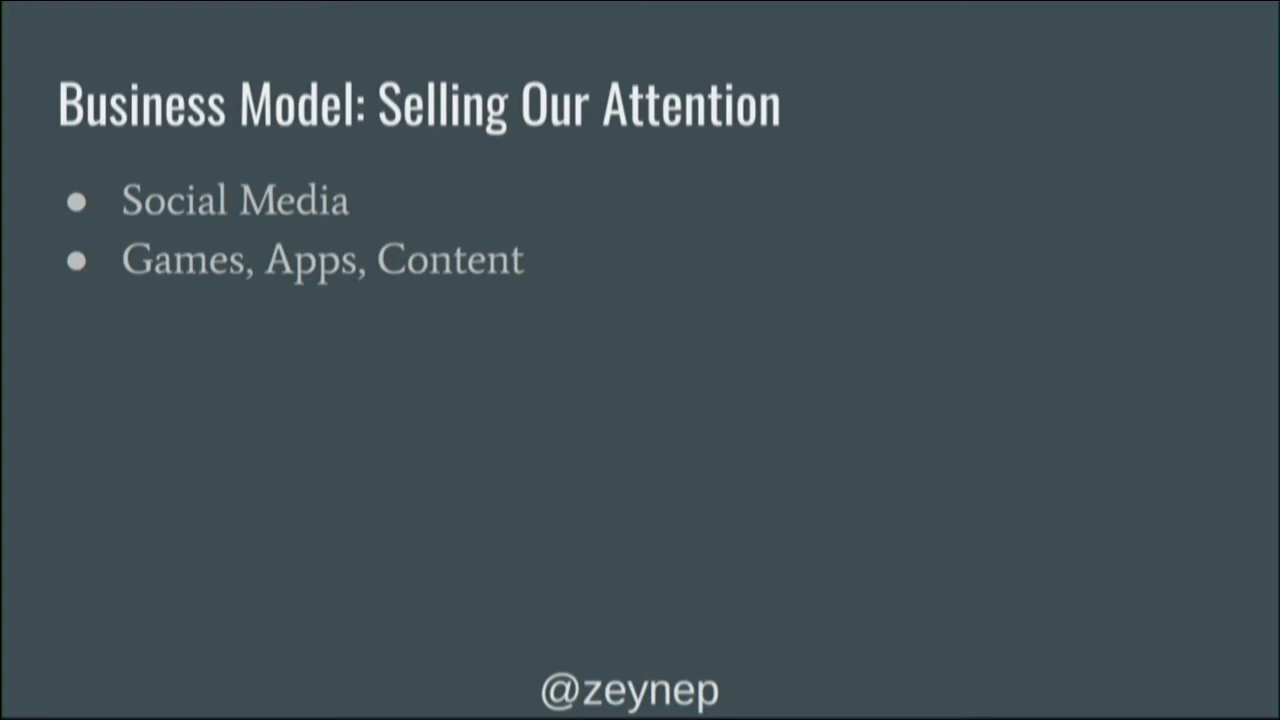 Business Model: Selling Our Attention
● Social Media
● Games, Apps, Content
@zeynep